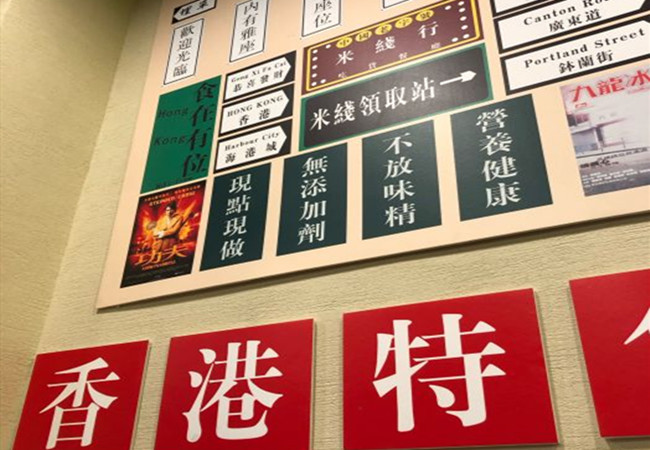 歡迎光臨
内有雅座
座位
食在有位
Hong
Kong
Gong Xi Fa Cai
恭喜發財
HONG KONG
香港
Harbour City
海港城
米綫行
米綫領取站→
Canton Road
廣東道
Portland Street
鉢蘭街
九龍冰
功夫
現點現做
無添加劑
不放味精
營養健康
香港特